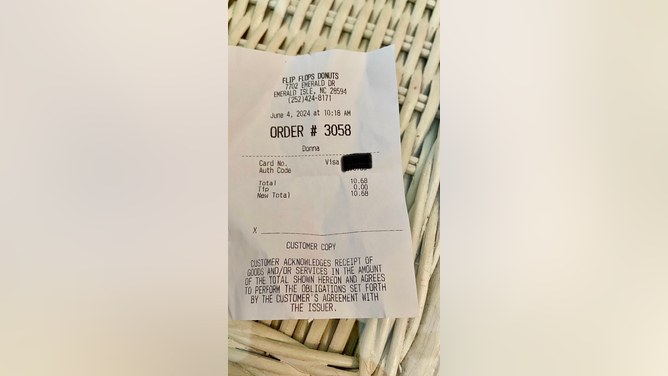 FLIP FLOPS DONUTS
7702 EMERALD DR
EMERALD ISLE, NC 28594
(252)424-8171
June 4, 2024 at 10:18 AM
ORDER # 3058
Donna
Card No. Visa
Auth Code
Total 10.68
Tip 0.00
New Total 10.68
X
CUSTOMER COPY
CUSTOMER ACKNOWLEDGES RECEIPT OF
GOODS AND/OR SERVICES IN THE AMOUNT
OF THE TOTAL SHOWN HEREON AND AGREES
TO PERFORM THE OBLIGATIONS SET FORTH
BY THE CUSTOMER'S AGREEMENT WITH
THE ISSUER.